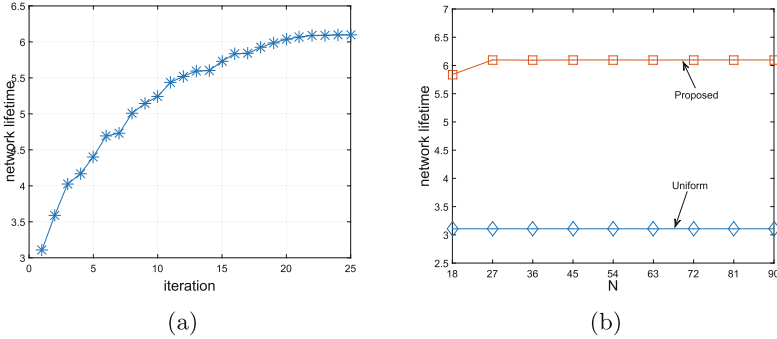 6.5
6
5.5
5
4.5
4
3.5
3
0 5 10 15 20 25
network lifetime
iteration
(a)
7
6.5
6
5.5
5
4.5
4
3.5
3
2.5
18 27 36 45 54 63 72 81 90
network lifetime
Proposed
Uniform
N
(b)